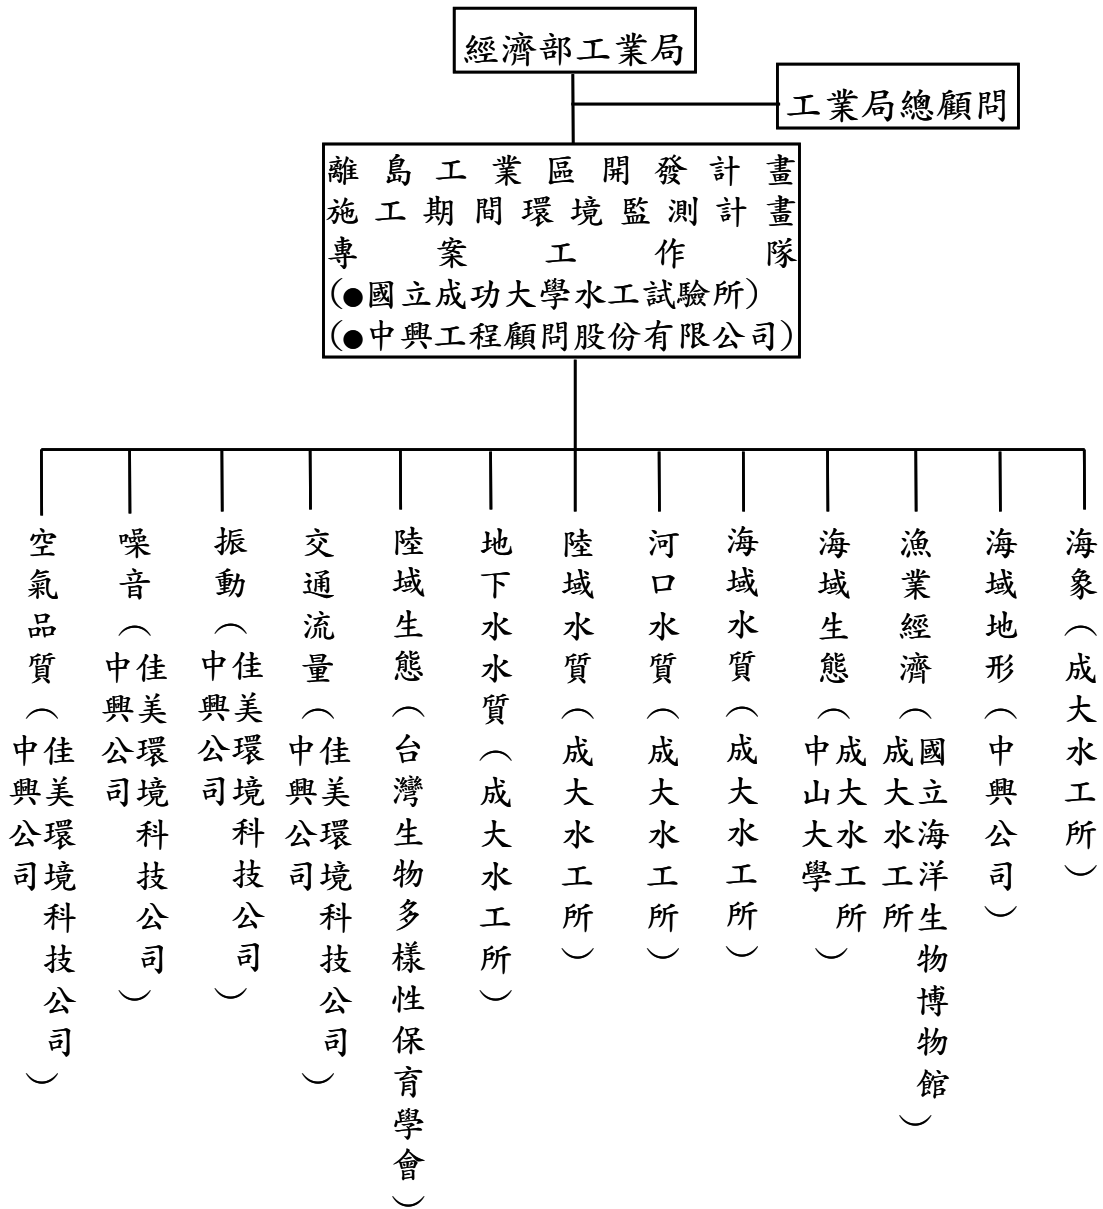 經濟部工業局
工業局總顧問
離島工業區開發計畫
施工期間環境監測計畫
專案工作隊
(●國立成功大學水工試驗所)
(●中興工程顧問股份有限公司)
空氣品質(中興公司
佳美環境科技公司)
噪音(中興公司
佳美環境科技公司)
振動(中興公司
佳美環境科技公司)
交通流量(中興公司
佳美環境科技公司)
陸域生態(台灣生物多樣性保育學會)
地下水水質(成大水工所)
陸域水質(成大水工所)
河口水質(成大水工所)
海域水質(成大水工所)
海域生態(中山大學
成大水工所)
漁業經濟(成大水工所
國立海洋生物博物館)
海域地形(中興公司)
海象(成大水工所)